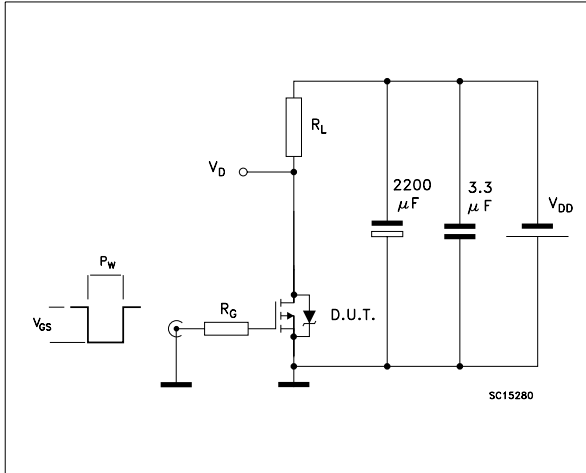 R_L
V_D
2200
µF
3.3
µF
V_DD
P_W
V_GS
R_G
D.U.T.
SC15280